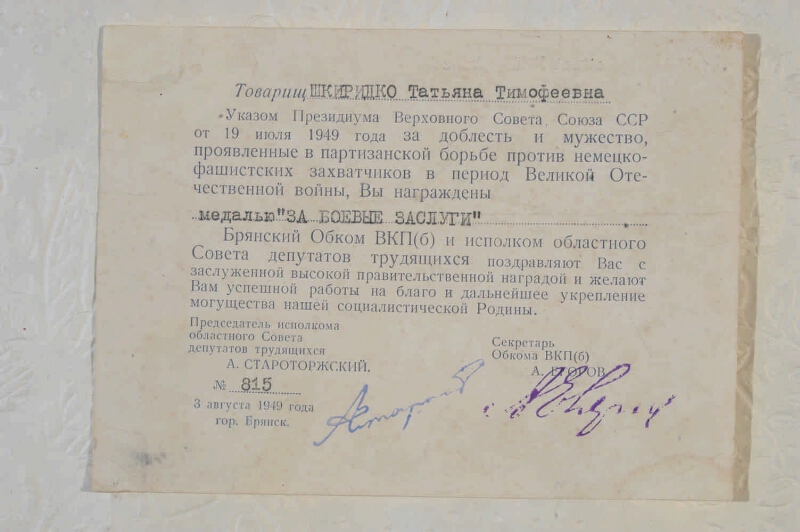 Товарищ ШКИРИДКО Татьяна Тимофеевна
Указом Президиума Верховного Совета Союза ССР
от 19 июля 1949 года за доблесть и мужество,
проявленные в партизанской борьбе против немецко-
фашистских захватчиков в период Великой Оте-
чественной войны, Вы награждены
медалью"ЗА БОЕВЫЕ ЗАСЛУГИ"
Брянский Обком ВКП(б) и исполком областного
Совета депутатов трудящихся поздравляют Вас с
заслуженной высокой правительственной наградой и желают
Вам успешной работы на благо и дальнейшее укрепление
могущества нашей социалистической Родины.
Председатель исполкома
областного Совета
депутатов трудящихся
А. СТАРОТОРЖСКИЙ.
№ 815
3 августа 1949 года
гор. Брянск.
Секретарь
Обкома ВКП(б)
А. ЕГОРОВ